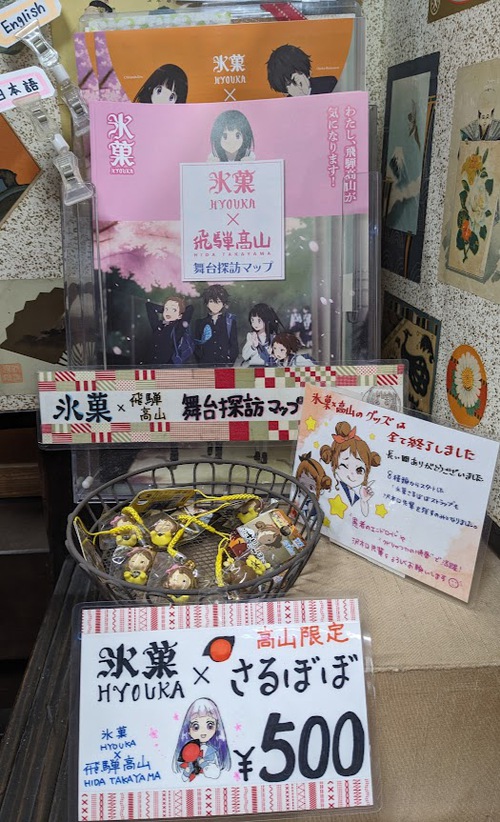 English
日本語
氷菓
HYOUKA
×
氷菓
HYOUKA
わたし、飛騨高山が
気になります!
氷菓
HYOUKA
×
飛騨高山
HIDA TAKAYAMA
舞台探訪マップ
氷菓×飛騨高山 舞台探訪マップ
氷菓×高山のグッズは
全て終了しました
長い間ありがとうございました
高山限定
氷菓 × さるぼぼ
HYOUKA
氷菓
HYOUKA
×
飛騨高山
HIDA TAKAYAMA
¥500